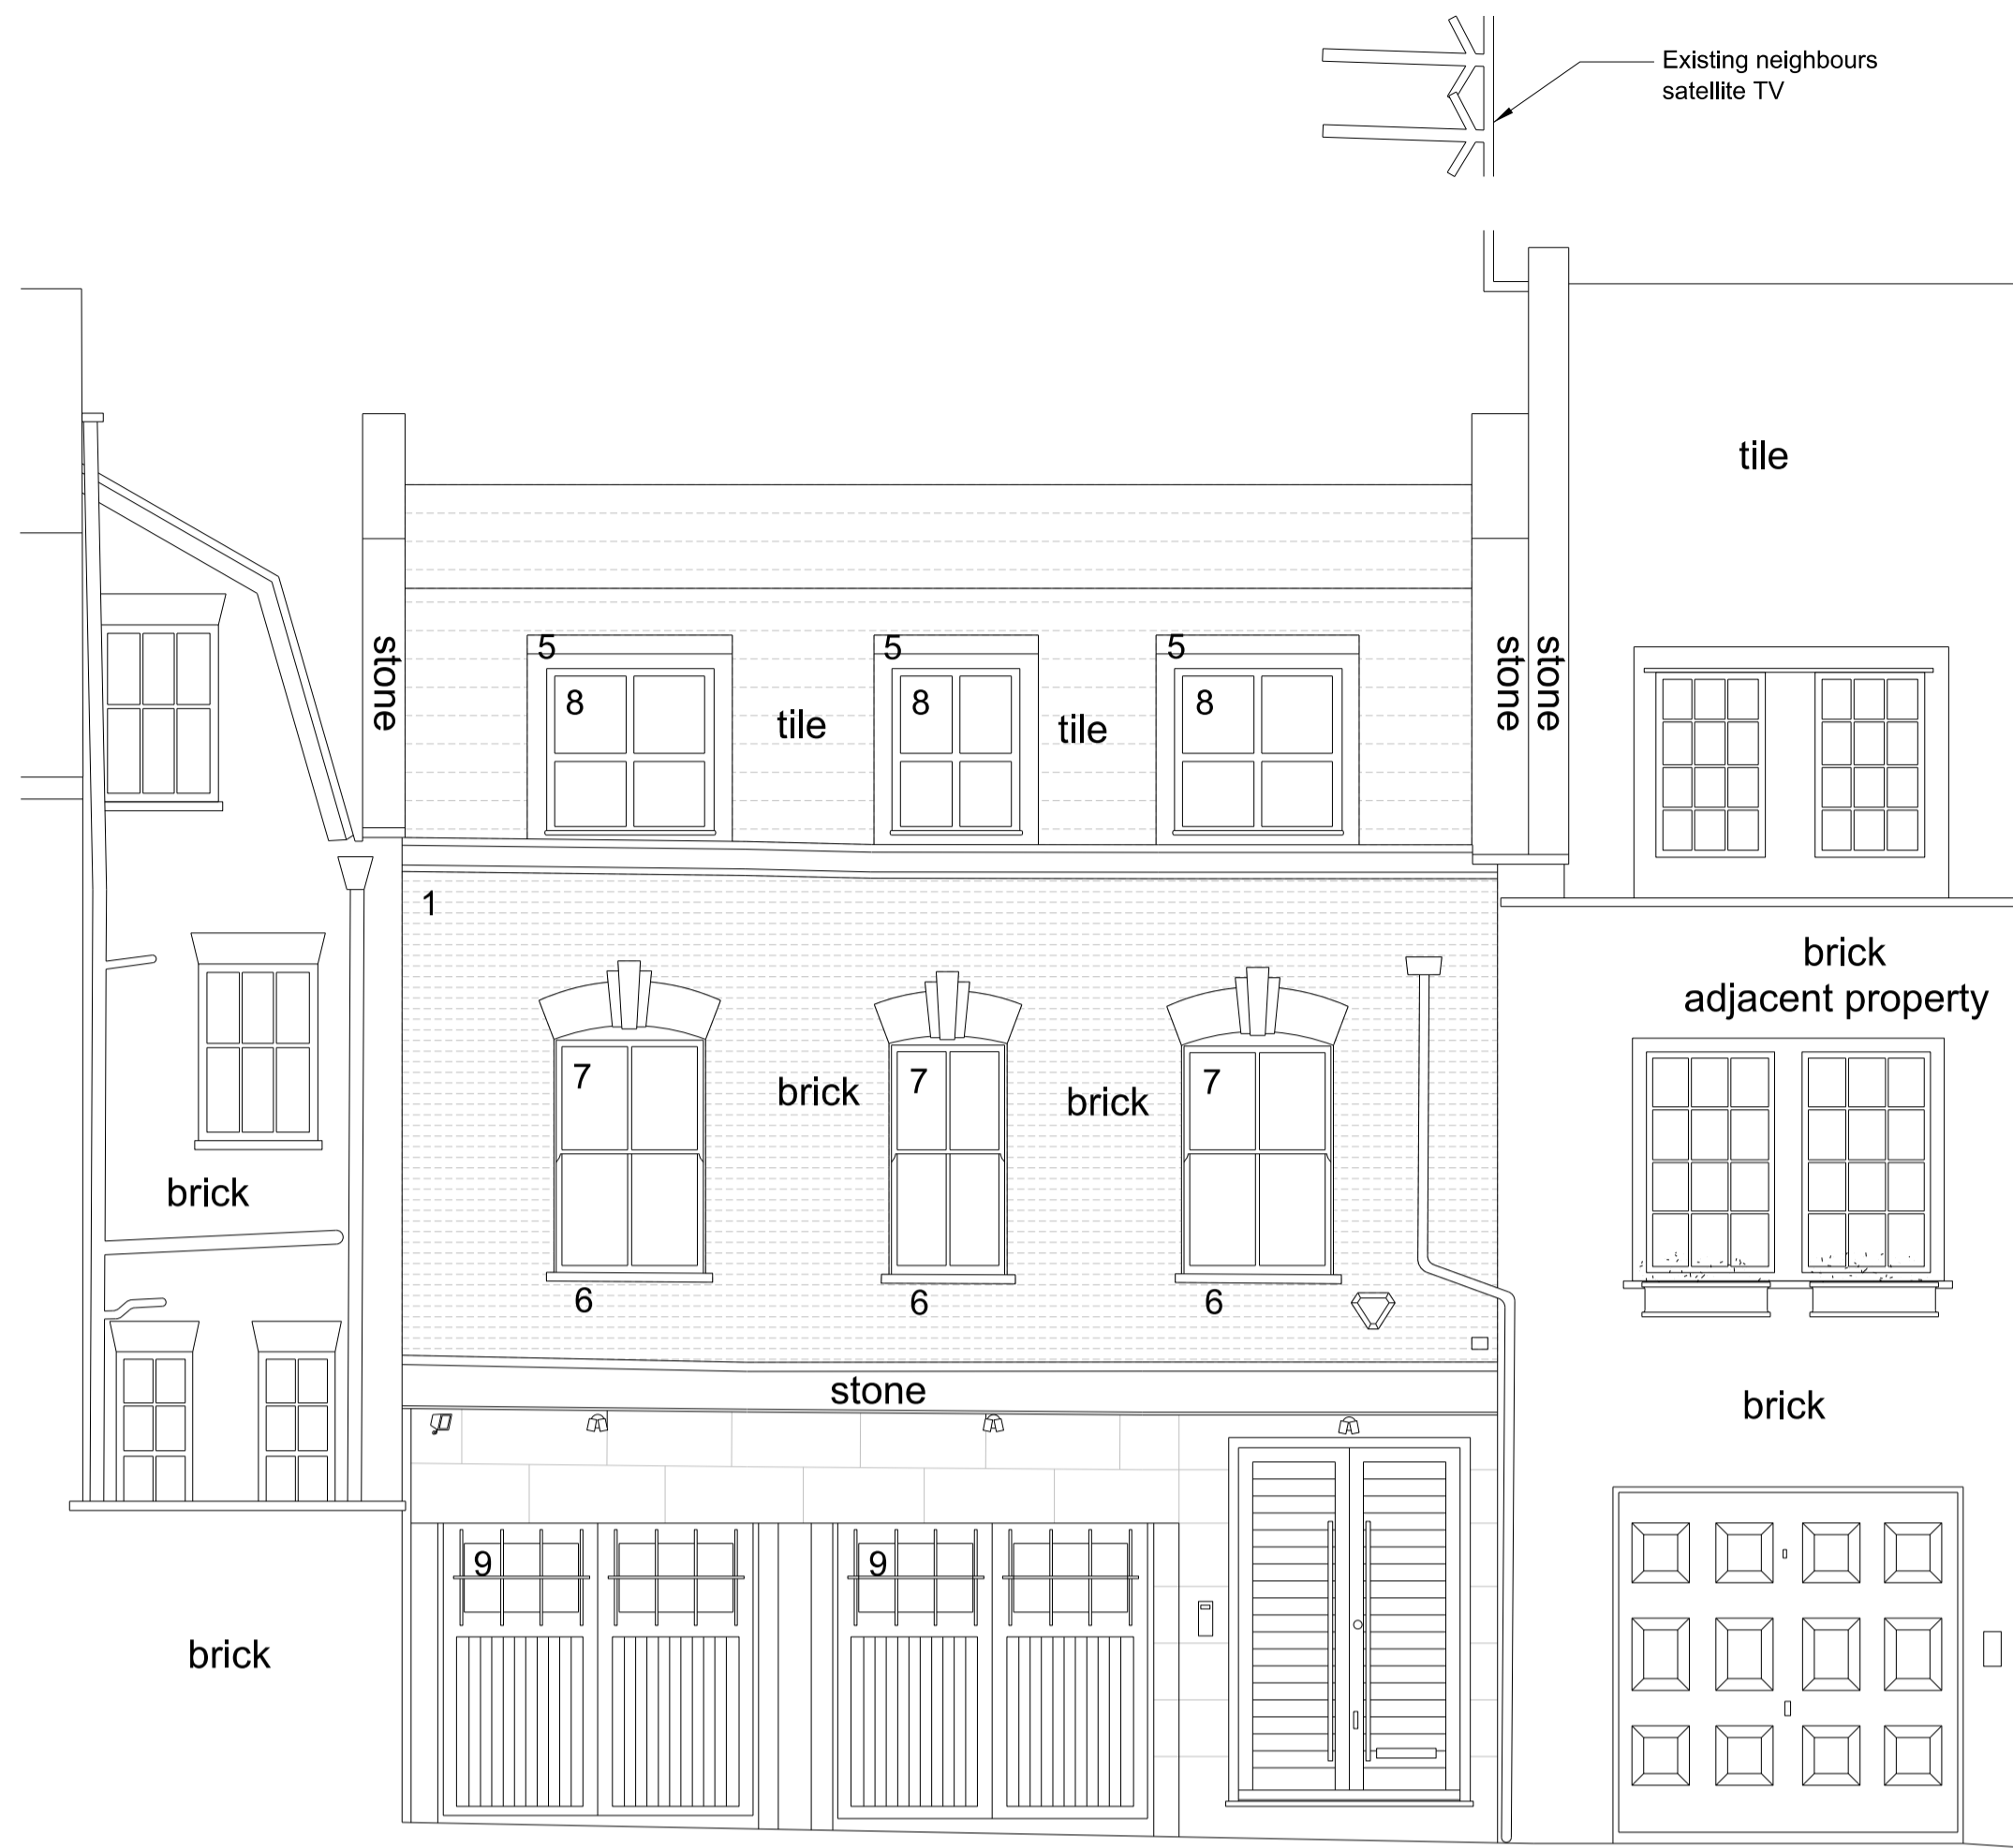 Existing neighbours
satellite TV
tile
stone
5
5
5
stone
stone
8
8
8
tile
tile
1
brick
adjacent property
7
7
7
brick
brick
brick
6
6
6
stone
brick
9
9
brick